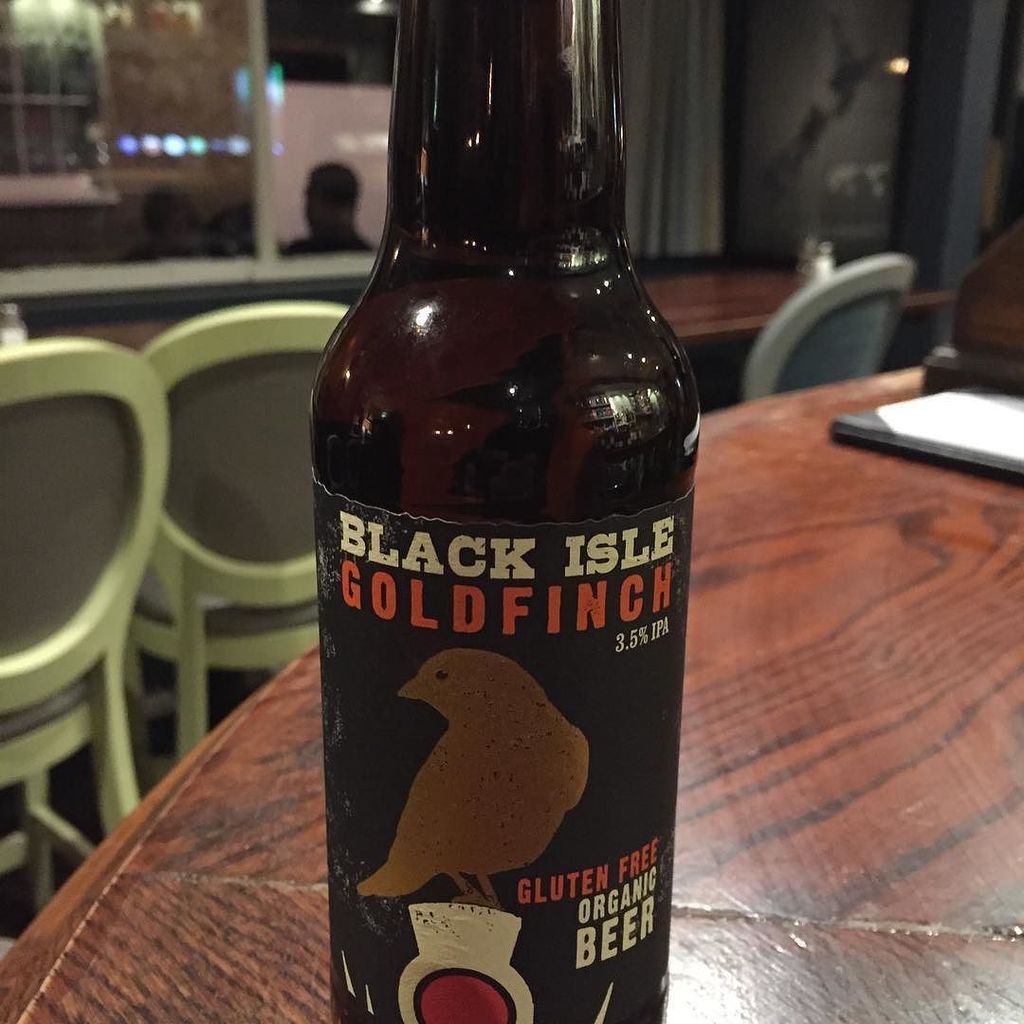 BLACK ISLE
GOLDFINCH
3.5% IPA
GLUTEN FREE
ORGANIC
BEER